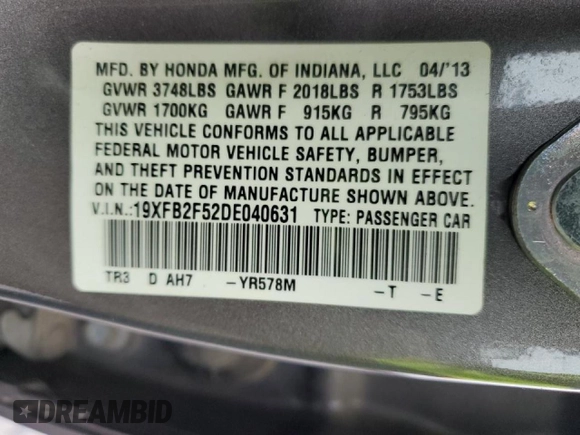 MFD. BY HONDA MFG. OF INDIANA, LLC 04/'13
GVWR 3748LBS GAWR F 2018LBS R 1753LBS
GVWR 1700KG GAWR F 915KG R 795KG
THIS VEHICLE CONFORMS TO ALL APPLICABLE
FEDERAL MOTOR VEHICLE SAFETY, BUMPER,
AND THEFT PREVENTION STANDARDS IN EFFECT
ON THE DATE OF MANUFACTURE SHOWN ABOVE.
V.I.N.:19XFB2F52DE040631 TYPE: PASSENGER CAR
TR3 D AH7 -YR578M -T -E
DREAMBID